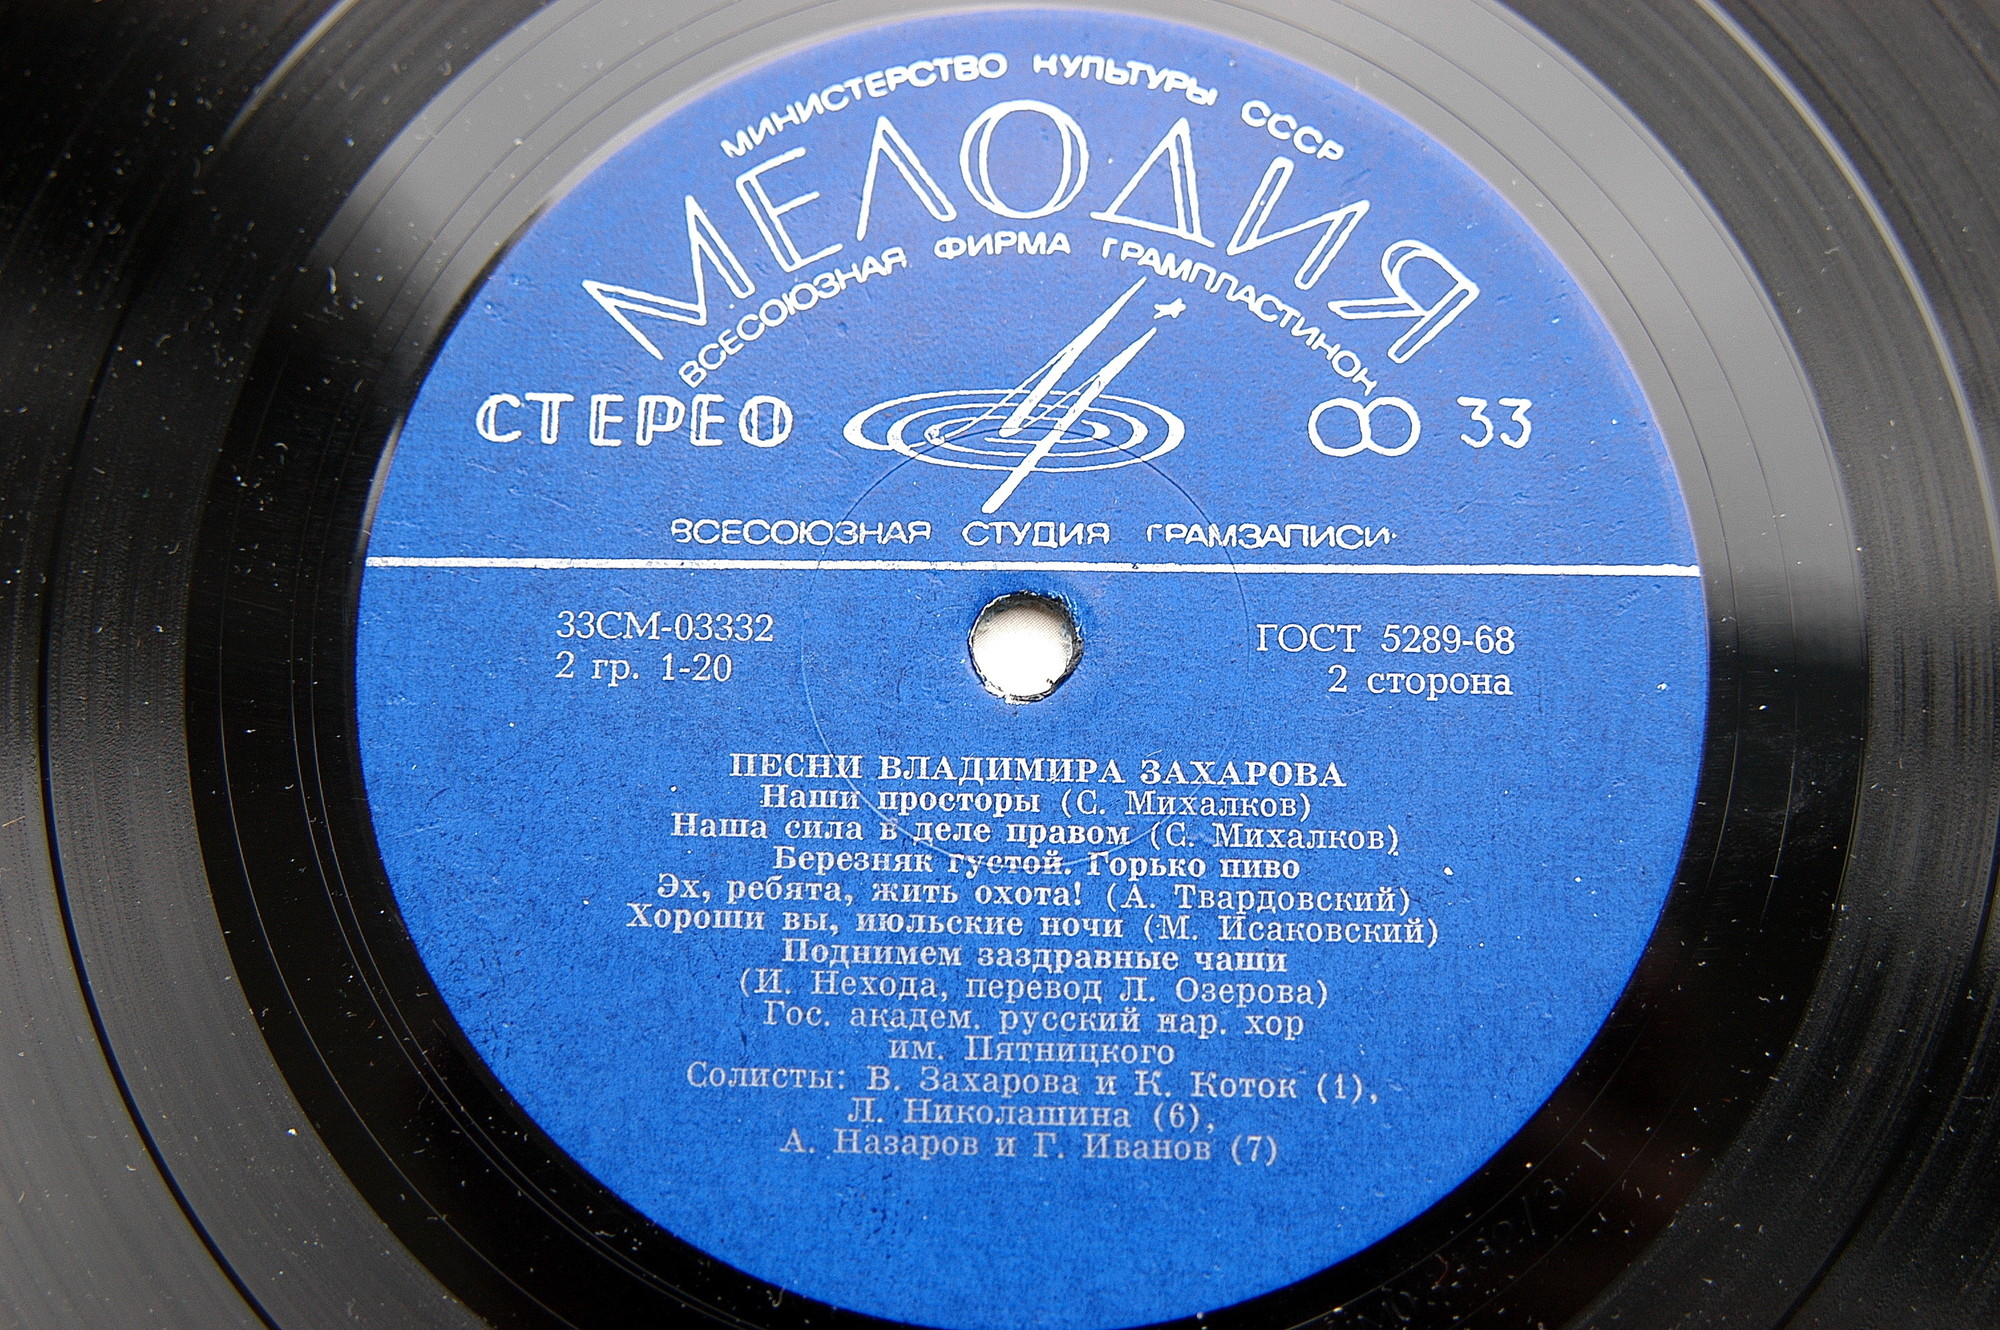 МИНИСТЕРСТВО КУЛЬТУРЫ СССР
МЕЛОДИЯ
ВСЕСОЮЗНАЯ ФИРМА ГРАМПЛАСТИНОК
СТЕРЕО
33
ВСЕСОЮЗНАЯ СТУДИЯ ГРАМЗАПИСИ
33СМ-03332
ГОСТ 5289-68
2 гр. 1-20
2 сторона
ПЕСНИ ВЛАДИМИРА ЗАХАРОВА
Наши просторы (С. Михалков)
Наша сила в деле правом (С. Михалков)
Березняк густой. Горько пиво
Эх, ребята, жить охота! (А. Твардовский)
Хороши вы, июльские ночи (М. Исаковский)
Поднимем заздравные чаши
(И. Нехода, перевод Л. Озерова)
Гос. академ. русский нар. хор
им. Пятницкого
Солисты: В. Захарова и К. Коток (1),
Л. Николашина (6),
А. Назаров и Г. Иванов (7)